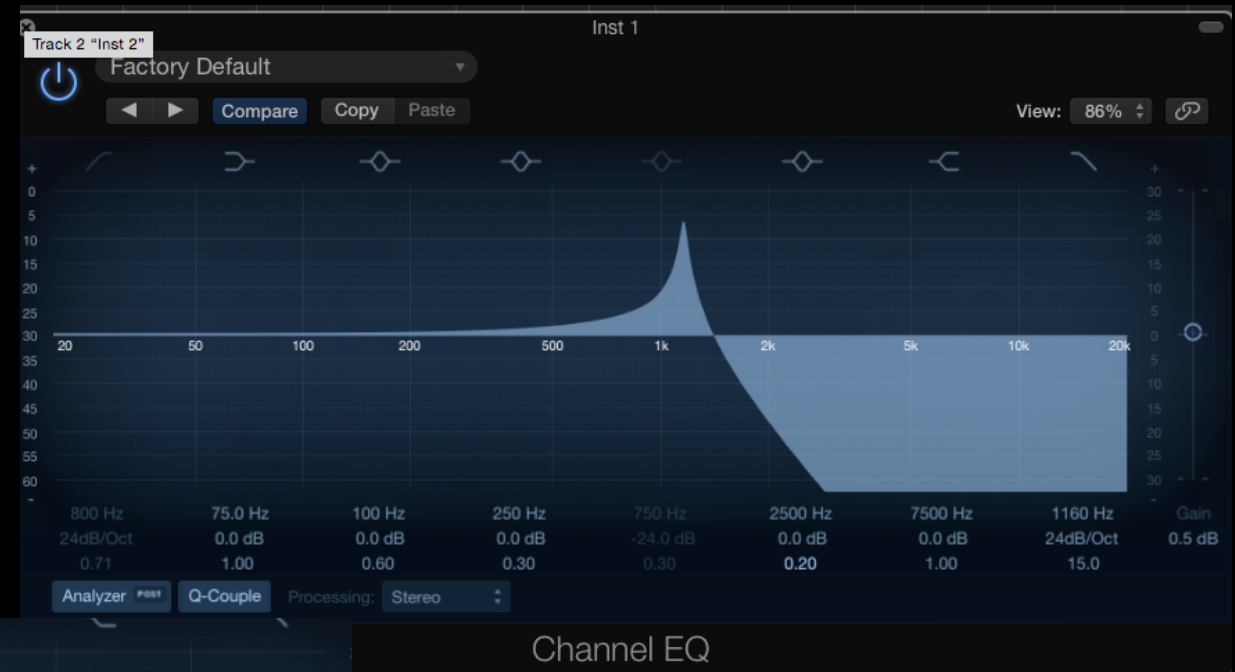 Inst 1
Track 2 “Inst 2”
Factory Default
Compare Copy Paste
View: 86%
+ +
0 30
5 25
10 20
15 15
20 10
25 5
30 0
20 50 100 200 500 1k 2k 5k 10k 20k
35 5
40 10
45 15
50 20
55 25
60 30
- -
800 Hz 75.0 Hz 100 Hz 250 Hz 750 Hz 2500 Hz 7500 Hz 1160 Hz Gain
24dB/Oct 0.0 dB 0.0 dB 0.0 dB -24.0 dB 0.0 dB 0.0 dB 24dB/Oct 0.5 dB
0.71 1.00 0.60 0.30 0.30 0.20 1.00 15.0
Analyzer POST Q-Couple Processing: Stereo
Channel EQ